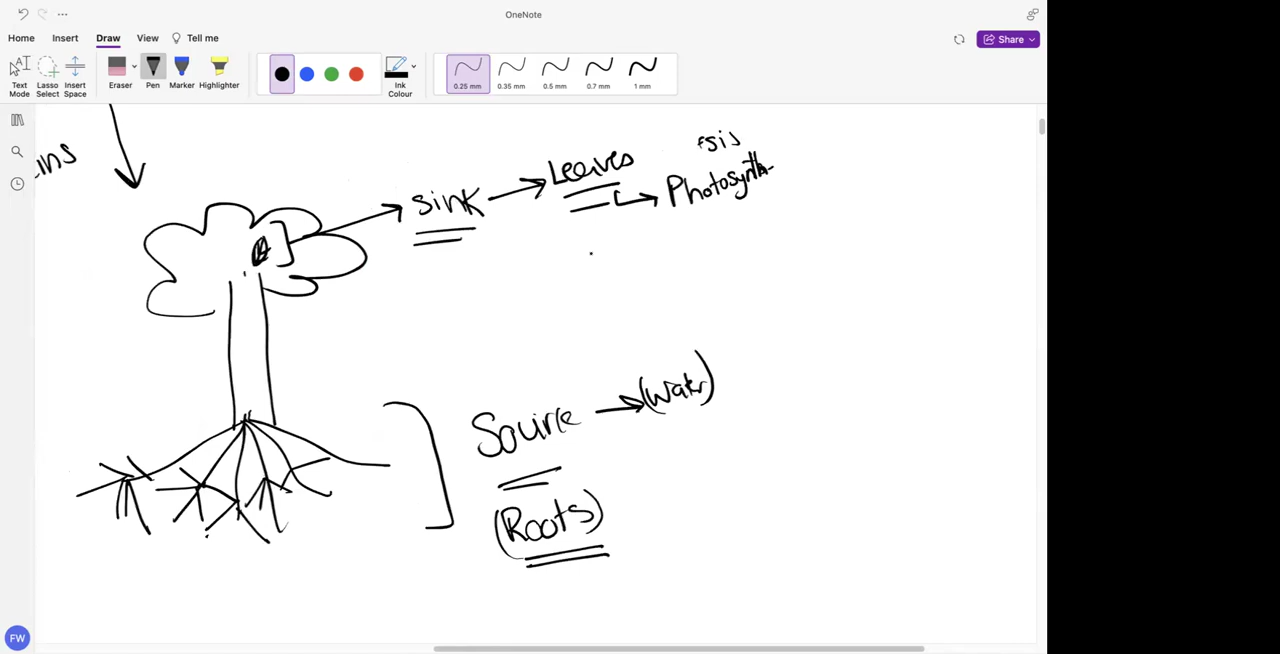 OneNote
Home Insert Draw View Tell me
Share
Text Mode
Lasso Select
Insert Space
Eraser
Pen
Marker
Highlighter
Ink Colour
0.25 mm
0.35 mm
0.5 mm
0.7 mm
1 mm
Sink
Leaves
Photosynth-
esis
Source
(Water)
(Roots)
FW